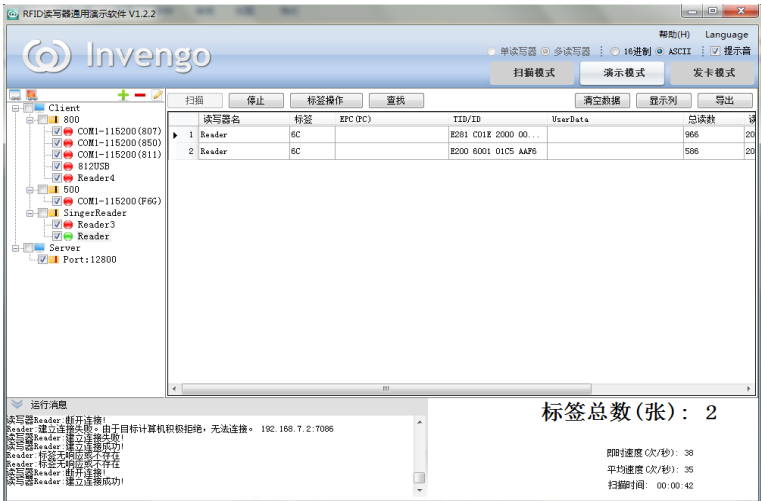 RFID读写器通用演示软件 V1.2.2
Invengo
帮助(H) Language
单读写器 多读写器 16进制 ASCII 提示音
扫描模式 演示模式 发卡模式
扫描 停止 标签操作 查找 清空数据 显示列 导出
读写器名 标签 EPC(PC) TID/ID UserData 总读数 读
1 Reader 6C E281 C01E 2000 00... 966 20
2 Reader 6C E200 6001 01C5 AAF6 586 20
Client
800
COM1-115200(807)
COM1-115200(850)
COM1-115200(811)
812USB
Reader4
500
COM1-115200(F6G)
SingerReader
Reader3
Reader
Server
Port:12800
运行消息
读写器Reader:断开连接!
Reader:建立连接失败。由于目标计算机积极拒绝，无法连接。 192.168.7.2:7086
读写器Reader:建立连接失败!
读写器Reader:建立连接成功!
Reader:标签无响应或不存在
Reader:标签无响应或不存在
读写器Reader:断开连接!
读写器Reader:建立连接成功!
标签总数(张): 2
即时速度(次/秒): 38
平均速度(次/秒): 35
扫描时间: 00:00:42